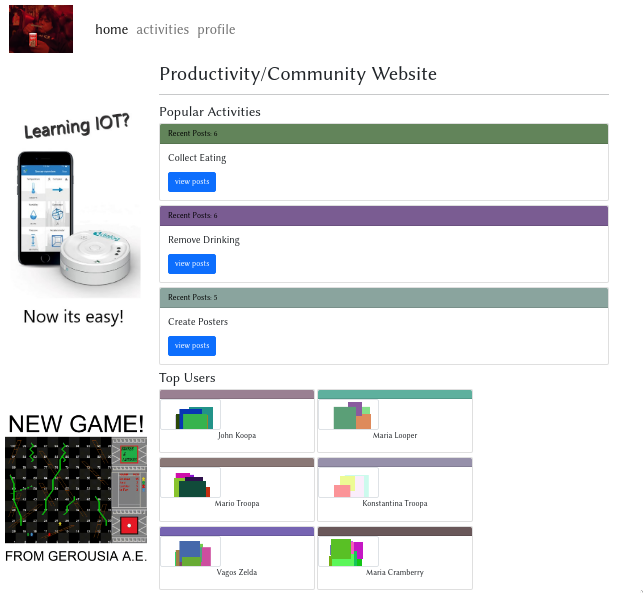 home activities profile
Productivity/Community Website
Learning IOT?
Now its easy!
NEW GAME!
FROM GEROUSIA A.E.
Popular Activities
Recent Posts: 6
Collect Eating
view posts
Recent Posts: 6
Remove Drinking
view posts
Recent Posts: 5
Create Posters
view posts
Top Users
John Koopa
Maria Looper
Mario Troopa
Konstantina Troopa
Vagos Zelda
Maria Cramberry